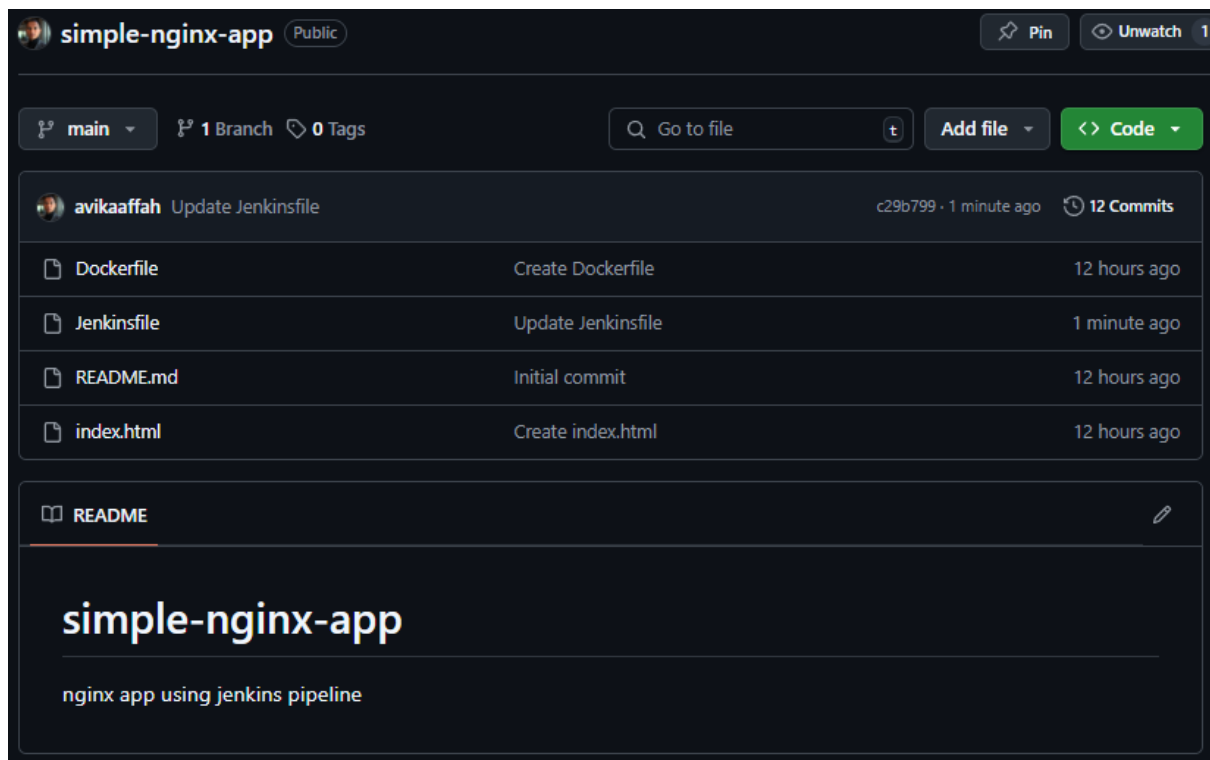 simple-nginx-app Public Pin Unwatch 1
main 1 Branch 0 Tags Go to file t Add file <> Code
avikaaffah Update Jenkinsfile c29b799 · 1 minute ago 12 Commits
Dockerfile Create Dockerfile 12 hours ago
Jenkinsfile Update Jenkinsfile 1 minute ago
README.md Initial commit 12 hours ago
index.html Create index.html 12 hours ago
README
simple-nginx-app
nginx app using jenkins pipeline